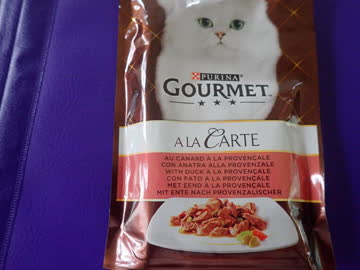 PURINA
GOURMET
A LA CARTE
AU CANARD A LA PROVENÇALE
CON ANATRA ALLA PROVENZALE
WITH DUCK À LA PROVENÇALE
CON PATO A LA PROVENÇALE
MET EEND À LA PROVENÇALE
MIT ENTE NACH PROVENZALISCHER